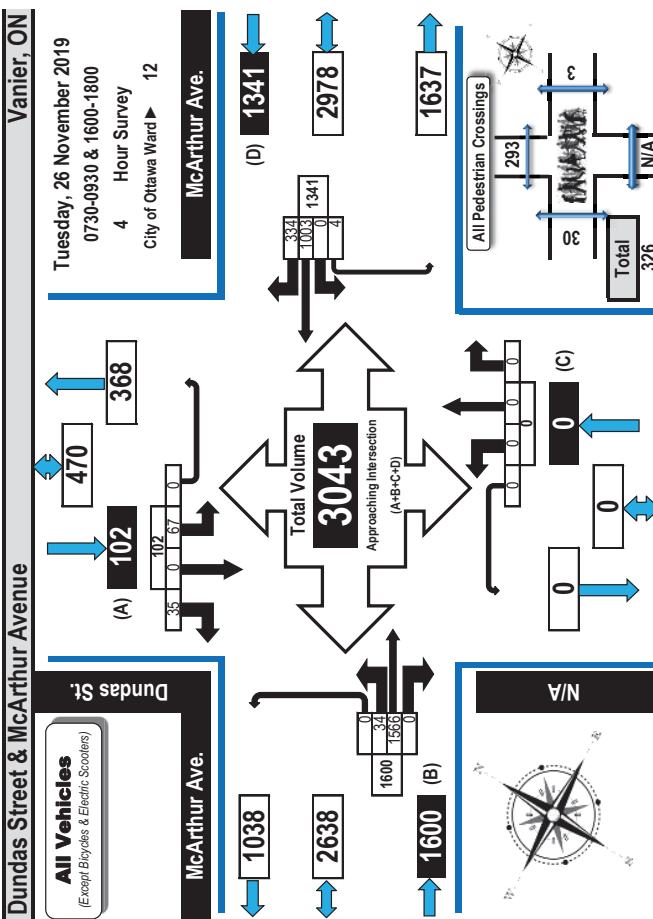 Dundas Street & McArthur Avenue
Vanier, ON
All Vehicles
(Except Bicycles & Electric Scooters)
Dundas St.
McArthur Ave.
Tuesday, 26 November 2019
0730-0930 & 1600-1800
4 Hour Survey
City of Ottawa Ward ► 12
McArthur Ave.
470
102
368
(A)
102
35
0
67
0
1038
2638
1600
(B)
1600
0
34
1566
0
Total Volume
3043
Approaching Intersection
(A+B+C+D)
334
1003
0
4
1341
1341
(D)
2978
1637
0
0
0
0
0
0
(C)
0
0
N/A
All Pedestrian Crossings
293
30
3
N/A
Total
326